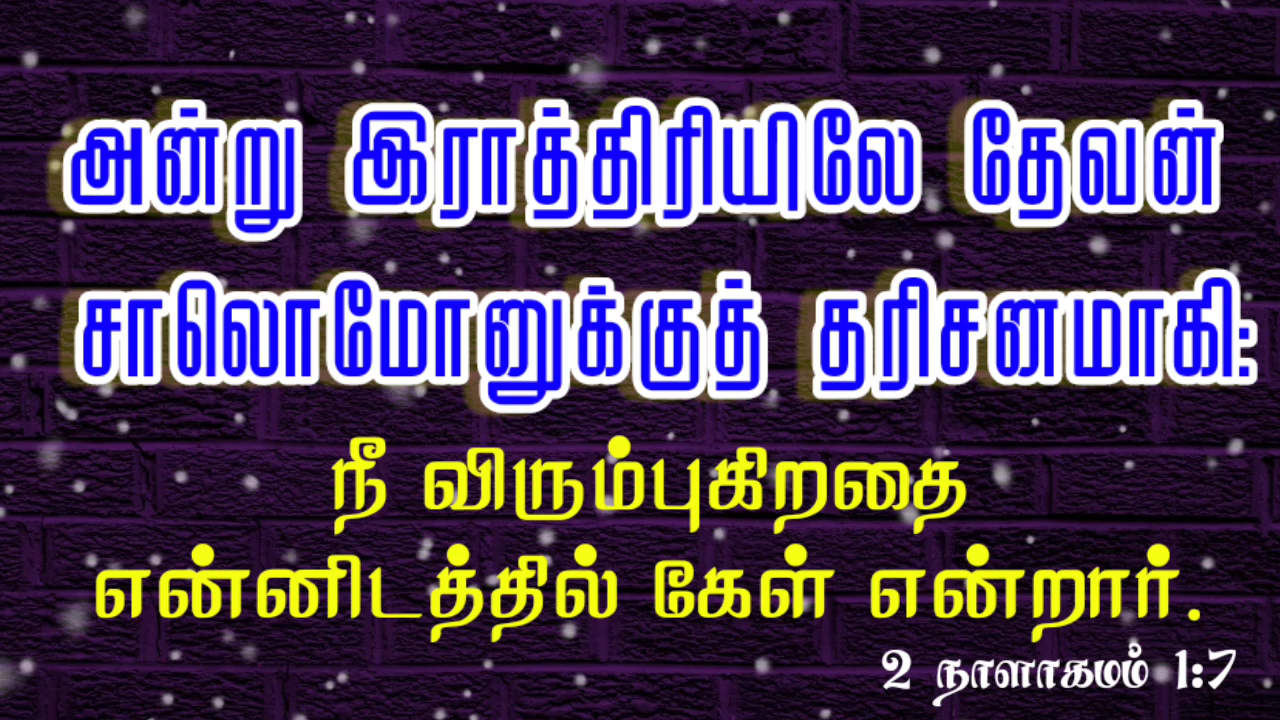 அன்று இராத்திரியிலே தேவன்
சாலொமோனுக்குத் தரிசனமாகி:
நீ விரும்புகிறதை
என்னிடத்தில் கேள் என்றார்.
2 நாளாகமம் 1:7